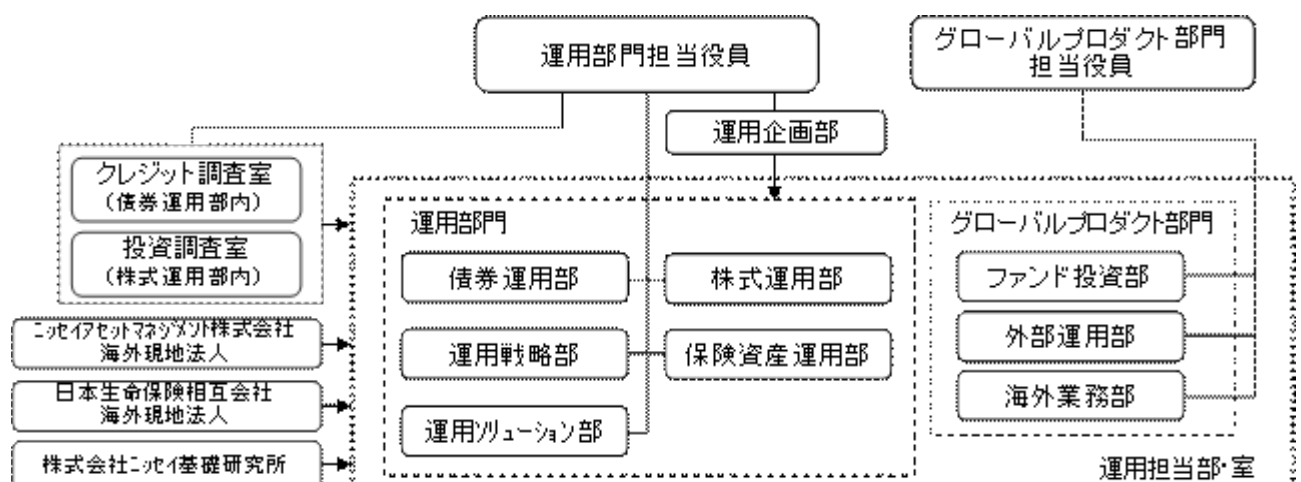 運用部門担当役員
グローバルプロダクト部門
担当役員
運用企画部
クレジット調査室
（債券運用部内）
投資調査室
（株式運用部内）
運用部門
債券運用部
株式運用部
運用戦略部
保険資産運用部
運用ソリューション部
グローバルプロダクト部門
ファンド投資部
外部運用部
海外業務部
ニッセイアセットマネジメント株式会社
海外現地法人
日本生命保険相互会社
海外現地法人
株式会社ニッセイ基礎研究所
運用担当部・室